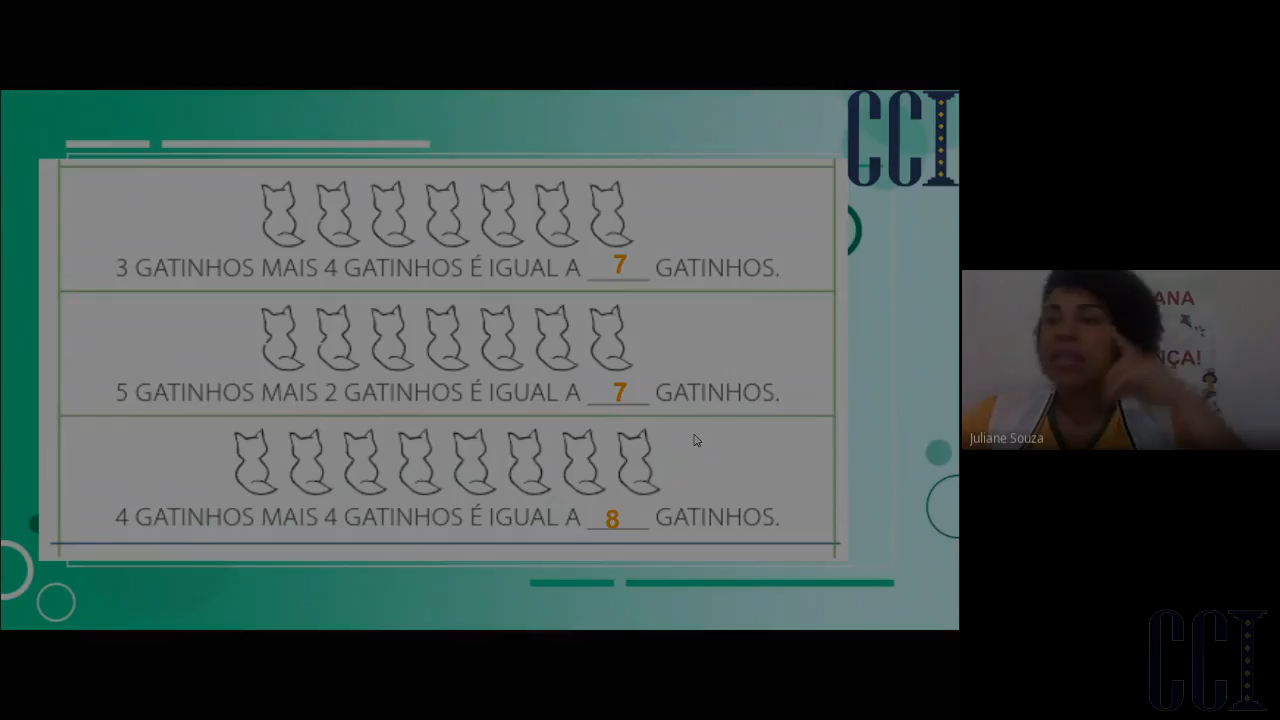 CCI
3 GATINHOS MAIS 4 GATINHOS É IGUAL A 7 GATINHOS.
5 GATINHOS MAIS 2 GATINHOS É IGUAL A 7 GATINHOS.
4 GATINHOS MAIS 4 GATINHOS É IGUAL A 8 GATINHOS.
ANA
NÇA!
Juliane Souza
CCI